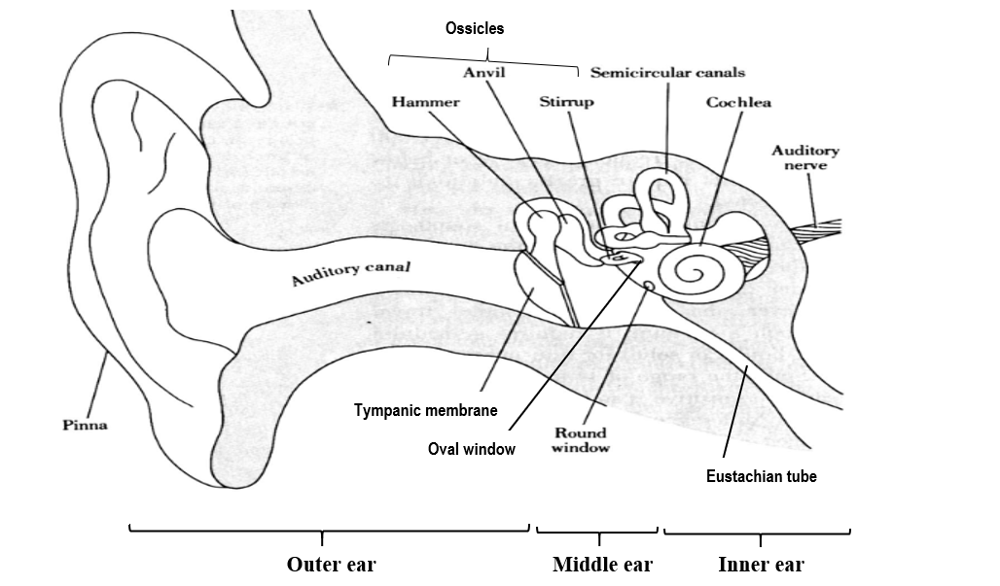 Ossicles
Anvil
Semicircular canals
Hammer
Stirrup
Cochlea
Auditory
nerve
Auditory canal
Tympanic membrane
Pinna
Oval window
Round
window
Eustachian tube
Outer ear
Middle ear
Inner ear